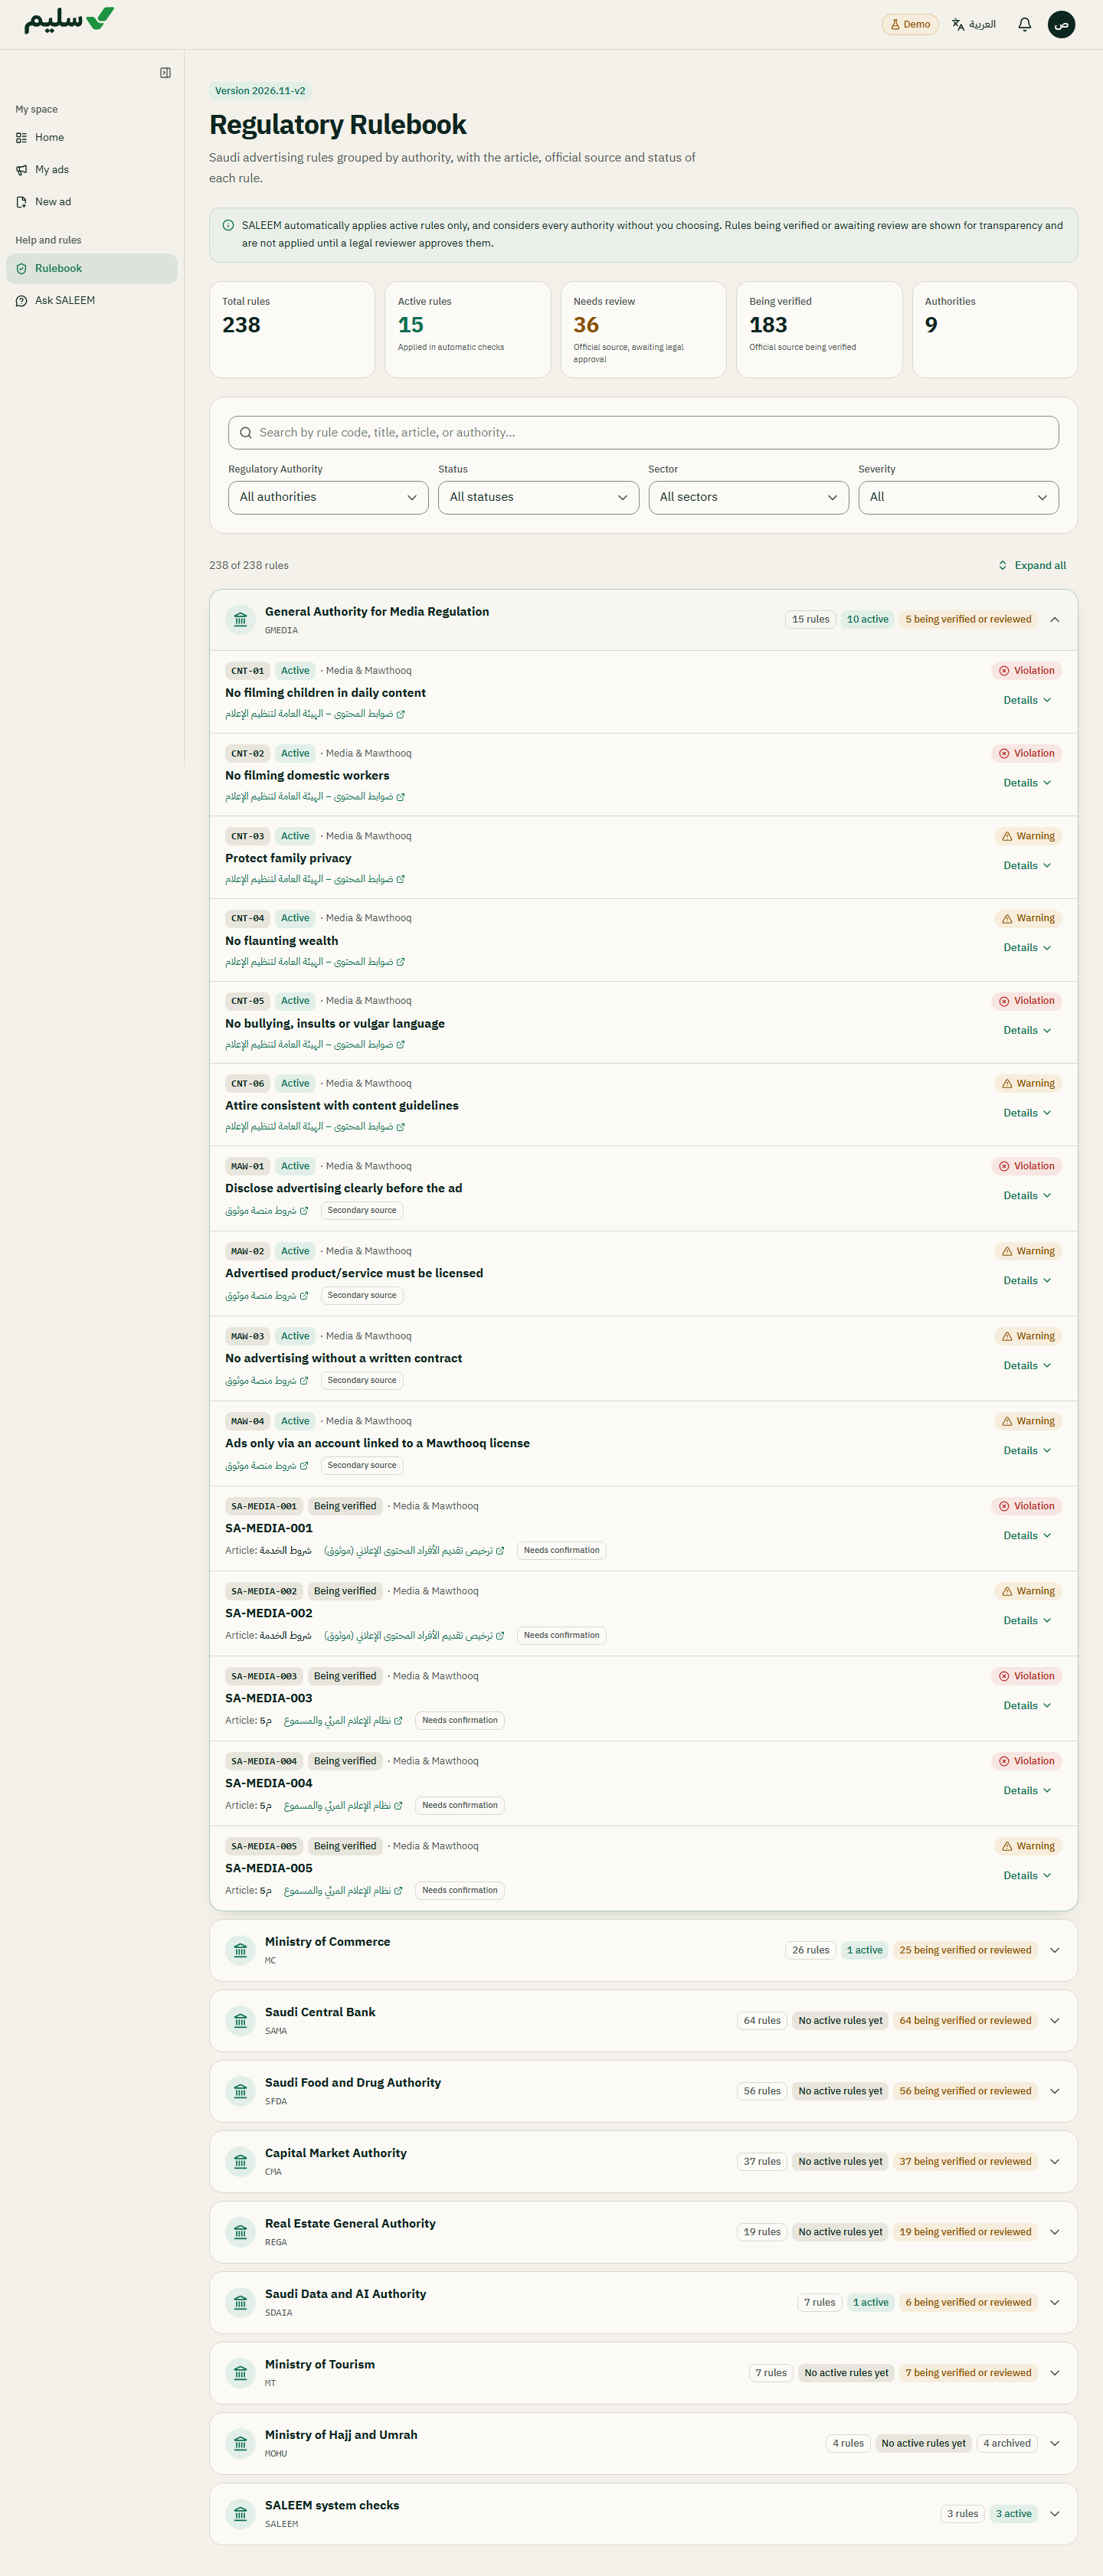 سليم
Demo
العربية
ص
My space
Home
My ads
New ad
Help and rules
Rulebook
Ask SALEEM
Version 2026.11-v2
Regulatory Rulebook
Saudi advertising rules grouped by authority, with the article, official source and status of
each rule.
SALEEM automatically applies active rules only, and considers every authority without you choosing. Rules being verified or awaiting review are shown for transparency and
are not applied until a legal reviewer approves them.
Total rules
238
Active rules
15
Applied in automatic checks
Needs review
36
Official source, awaiting legal
approval
Being verified
183
Official source being verified
Authorities
9
Search by rule code, title, article, or authority...
Regulatory Authority
All authorities
Status
All statuses
Sector
All sectors
Severity
All
238 of 238 rules
Expand all
General Authority for Media Regulation
GMEDIA
15 rules 10 active 5 being verified or reviewed
CNT-01 Active · Media & Mawthooq Violation
No filming children in daily content
Details
ضوابط المحتوى – الهيئة العامة لتنظيم الإعلام
CNT-02 Active · Media & Mawthooq Violation
No filming domestic workers
Details
ضوابط المحتوى – الهيئة العامة لتنظيم الإعلام
CNT-03 Active · Media & Mawthooq Warning
Protect family privacy
Details
ضوابط المحتوى – الهيئة العامة لتنظيم الإعلام
CNT-04 Active · Media & Mawthooq Warning
No flaunting wealth
Details
ضوابط المحتوى – الهيئة العامة لتنظيم الإعلام
CNT-05 Active · Media & Mawthooq Violation
No bullying, insults or vulgar language
Details
ضوابط المحتوى – الهيئة العامة لتنظيم الإعلام
CNT-06 Active · Media & Mawthooq Warning
Attire consistent with content guidelines
Details
ضوابط المحتوى – الهيئة العامة لتنظيم الإعلام
MAW-01 Active · Media & Mawthooq Violation
Disclose advertising clearly before the ad
Details
شروط منصة موثوق Secondary source
MAW-02 Active · Media & Mawthooq Warning
Advertised product/service must be licensed
Details
شروط منصة موثوق Secondary source
MAW-03 Active · Media & Mawthooq Warning
No advertising without a written contract
Details
شروط منصة موثوق Secondary source
MAW-04 Active · Media & Mawthooq Warning
Ads only via an account linked to a Mawthooq license
Details
شروط منصة موثوق Secondary source
SA-MEDIA-001 Being verified · Media & Mawthooq Violation
SA-MEDIA-001
Details
Article: شروط الخدمة ترخيص تقديم الأفراد المحتوى الإعلاني (موثوق) Needs confirmation
SA-MEDIA-002 Being verified · Media & Mawthooq Warning
SA-MEDIA-002
Details
Article: شروط الخدمة ترخيص تقديم الأفراد المحتوى الإعلاني (موثوق) Needs confirmation
SA-MEDIA-003 Being verified · Media & Mawthooq Violation
SA-MEDIA-003
Details
Article: م5 نظام الإعلام المرئي والمسموع Needs confirmation
SA-MEDIA-004 Being verified · Media & Mawthooq Violation
SA-MEDIA-004
Details
Article: م5 نظام الإعلام المرئي والمسموع Needs confirmation
SA-MEDIA-005 Being verified · Media & Mawthooq Warning
SA-MEDIA-005
Details
Article: م5 نظام الإعلام المرئي والمسموع Needs confirmation
Ministry of Commerce
MC
26 rules 1 active 25 being verified or reviewed
Saudi Central Bank
SAMA
64 rules No active rules yet 64 being verified or reviewed
Saudi Food and Drug Authority
SFDA
56 rules No active rules yet 56 being verified or reviewed
Capital Market Authority
CMA
37 rules No active rules yet 37 being verified or reviewed
Real Estate General Authority
REGA
19 rules No active rules yet 19 being verified or reviewed
Saudi Data and AI Authority
SDAIA
7 rules 1 active 6 being verified or reviewed
Ministry of Tourism
MT
7 rules No active rules yet 7 being verified or reviewed
Ministry of Hajj and Umrah
MOHU
4 rules No active rules yet 4 archived
SALEEM system checks
SALEEM
3 rules 3 active